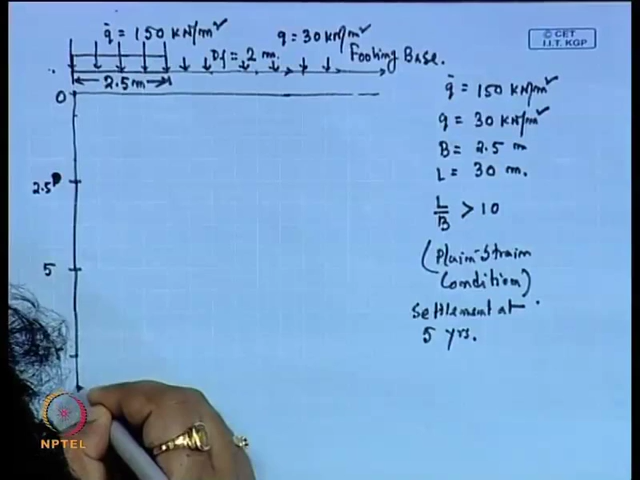 © CET
I.I.T. KGP
q̄ = 150 KN/m²
q = 30 KN/m²
Df = 2 m.
Footing Base.
2.5 m
0
2.5
5
q̄ = 150 KN/m²
q = 30 KN/m²
B = 2.5 m
L = 30 m.
L/B > 10
(Plain-Strain
Condition)
Settlement at
5 yrs.
NPTEL